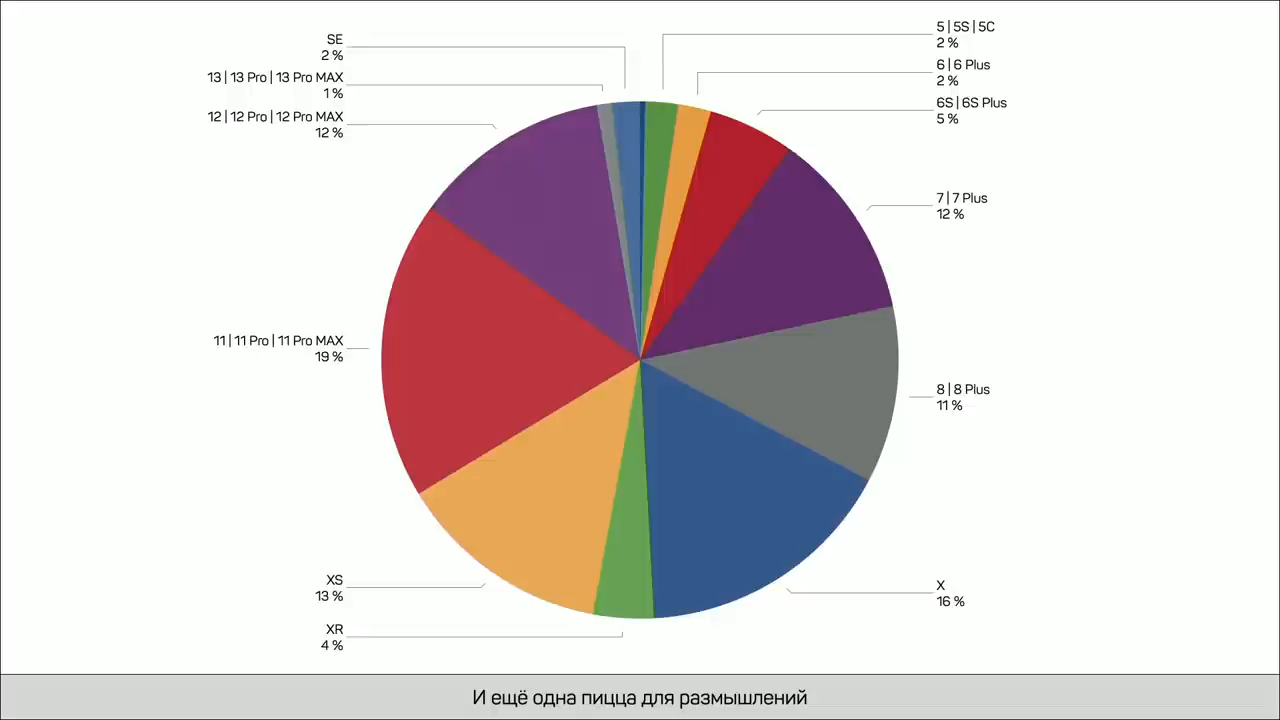 SE
2 %
13 | 13 Pro | 13 Pro MAX
1 %
12 | 12 Pro | 12 Pro MAX
12 %
11 | 11 Pro | 11 Pro MAX
19 %
XS
13 %
XR
4 %
5 | 5S | 5C
2 %
6 | 6 Plus
2 %
6S | 6S Plus
5 %
7 | 7 Plus
12 %
8 | 8 Plus
11 %
X
16 %
И ещё одна пицца для размышлений